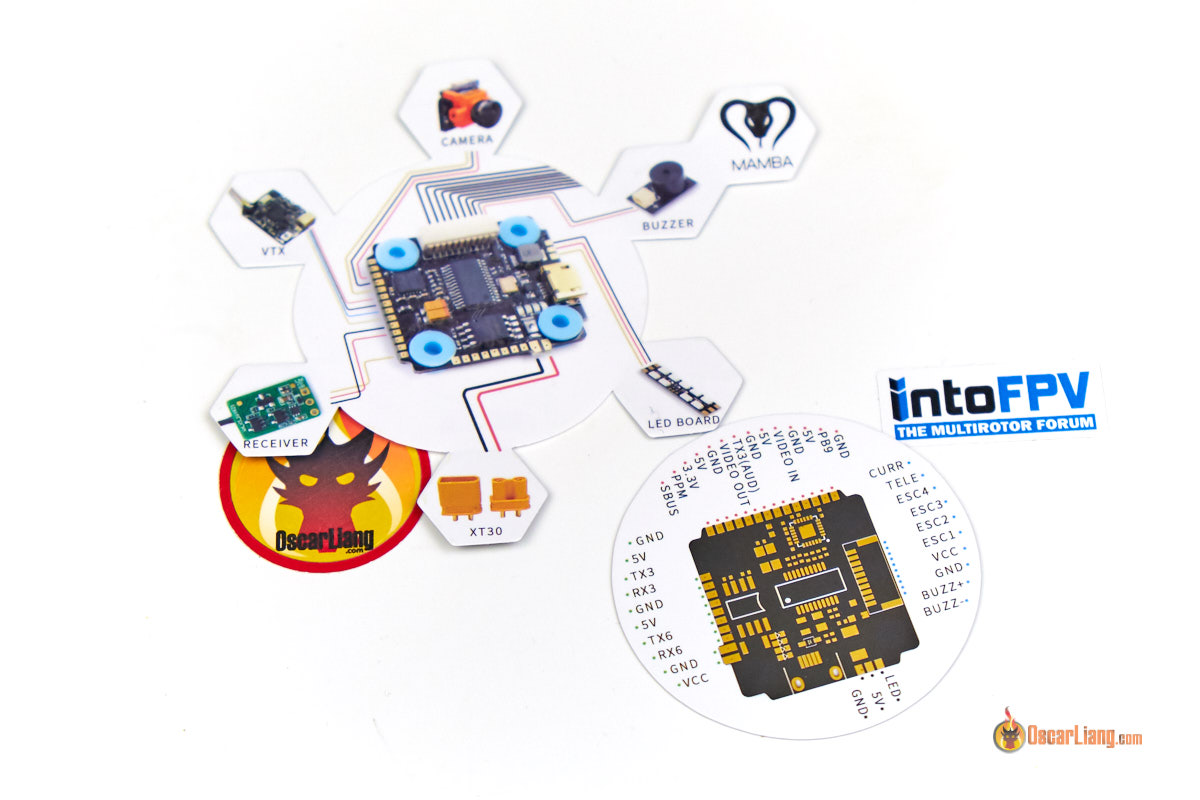 CAMERA
MAMBA
BUZZER
VTX
LED BOARD
RECEIVER
XT30
OscarLiang
.com
intoFPV
THE MULTIROTOR FORUM
SBUS
PPM
3.3V
5V
GND
VIDEO OUT
TX3(AUD)
GND
5V
VIDEO IN
GND
5V
PB9
GND
CURR
TELE
ESC4
ESC3
ESC2
ESC1
VCC
GND
BUZZ+
BUZZ-
GND
5V
TX3
RX3
GND
5V
TX6
RX6
GND
VCC
LED
5V
GND
OscarLiang.com